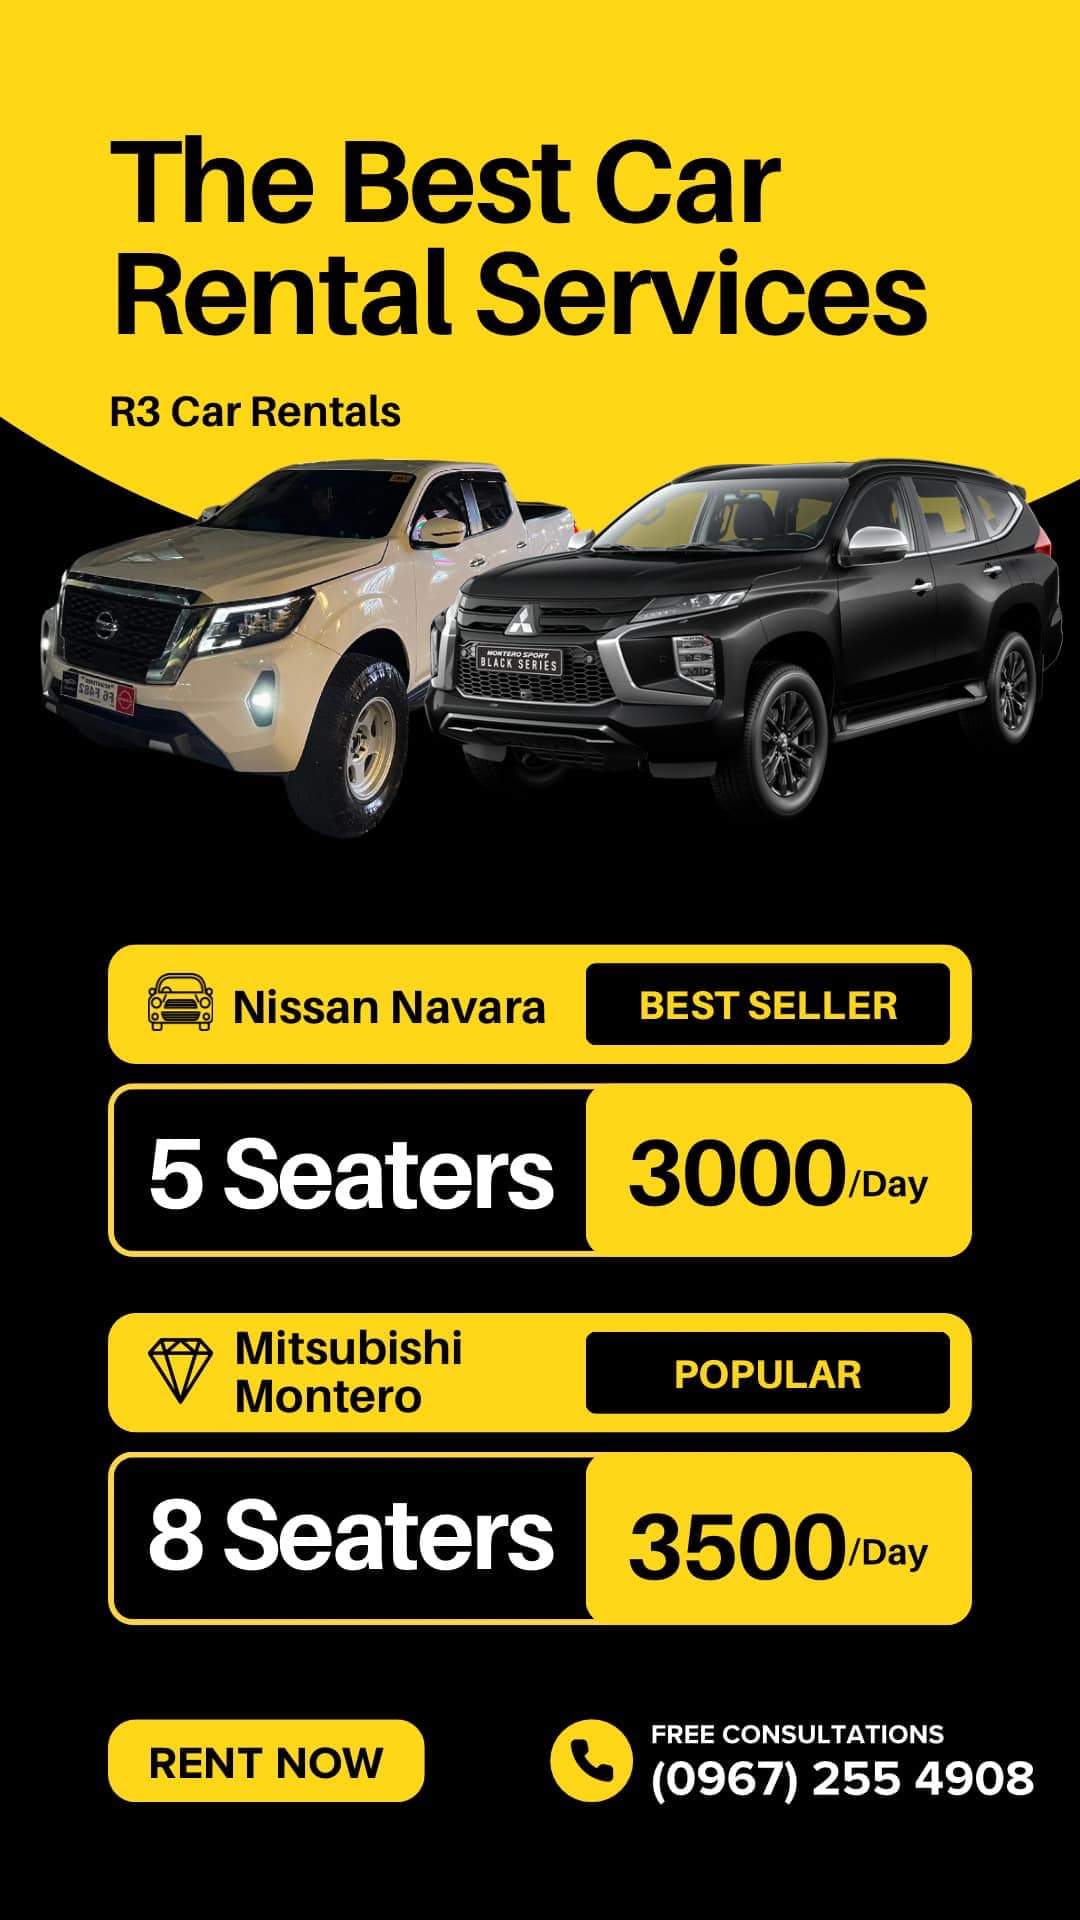 The Best Car
Rental Services
R3 Car Rentals
MONTERO SPORT
BLACK SERIES
Nissan Navara
BEST SELLER
5 Seaters
3000/Day
Mitsubishi
Montero
POPULAR
8 Seaters
3500/Day
RENT NOW
FREE CONSULTATIONS
(0967) 255 4908